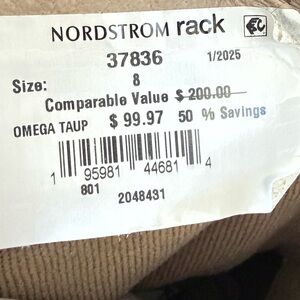 NORDSTROM rack
37836 1/2025
Size: 8
Comparable Value $ 200.00
OMEGA TAUP $ 99.97 50 % Savings
1 95981 44681 4
801
2048431